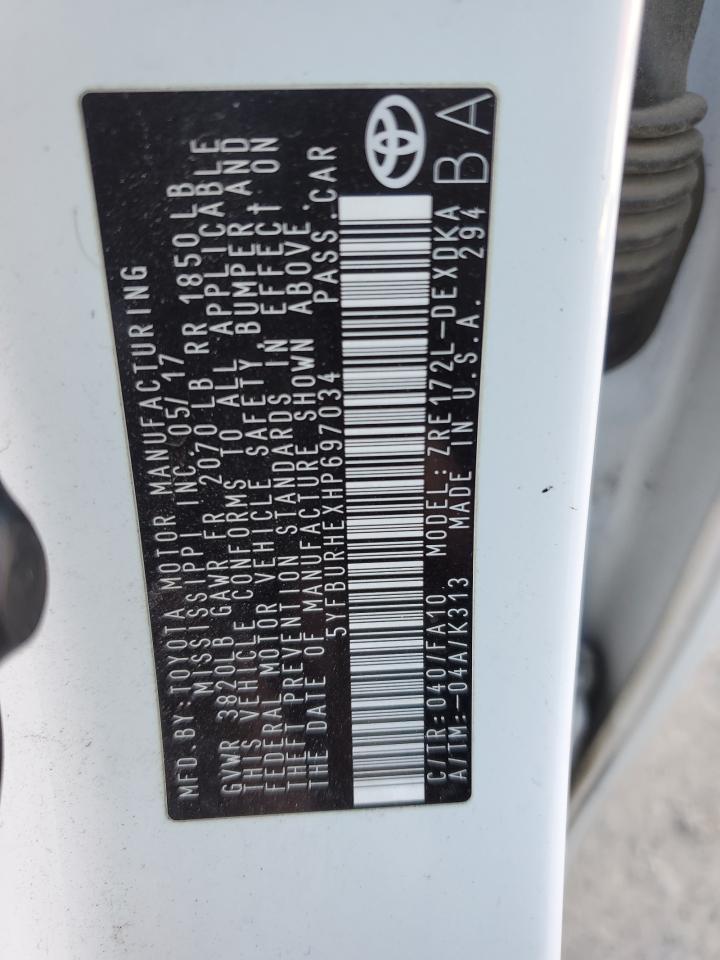 MFD.BY:TOYOTA MOTOR MANUFACTURING
MISSISSIPPI INC.05/17
GVWR 3820LB GAWR FR 2070LB RR 1850LB
THIS VEHICLE CONFORMS TO ALL APPLICABLE
FEDERAL MOTOR VEHICLE SAFETY, BUMPER AND
THEFT PREVENTION STANDARDS IN EFFECT ON
THE DATE OF MANUFACTURE SHOWN ABOVE.
5YFBURHEXHP697034 PASS.CAR
C/TR:040/FA10 MODEL:ZRE172L-DEXDKA
A/TM:-04A/K313 MADE IN U.S.A. 294
BA